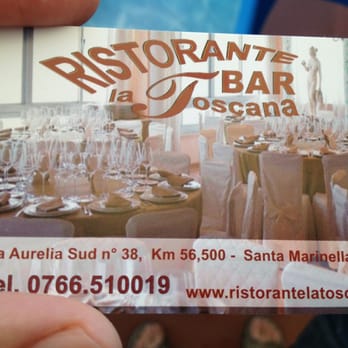 RISTORANTE
BAR
la Toscana
a Aurelia Sud n° 38, Km 56,500 - Santa Marinella
el. 0766.510019 www.ristorantelatosc